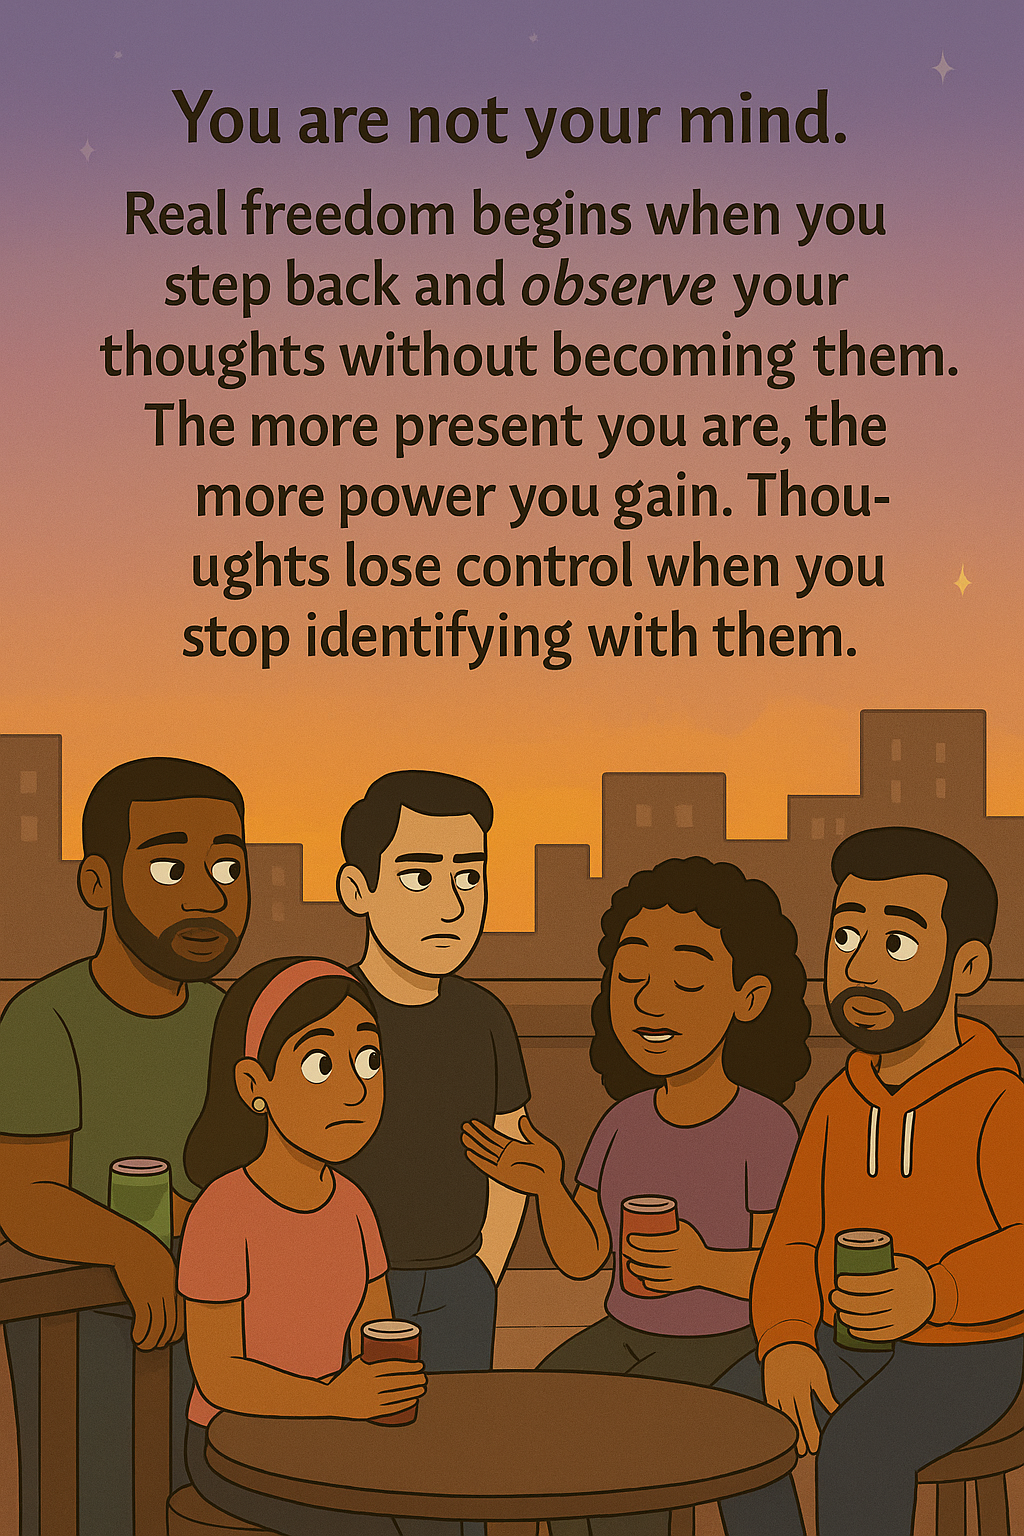 You are not your mind.
Real freedom begins when you
step back and observe your
thoughts without becoming them.
The more present you are, the
more power you gain. Thou-
ughts lose control when you
stop identifying with them.